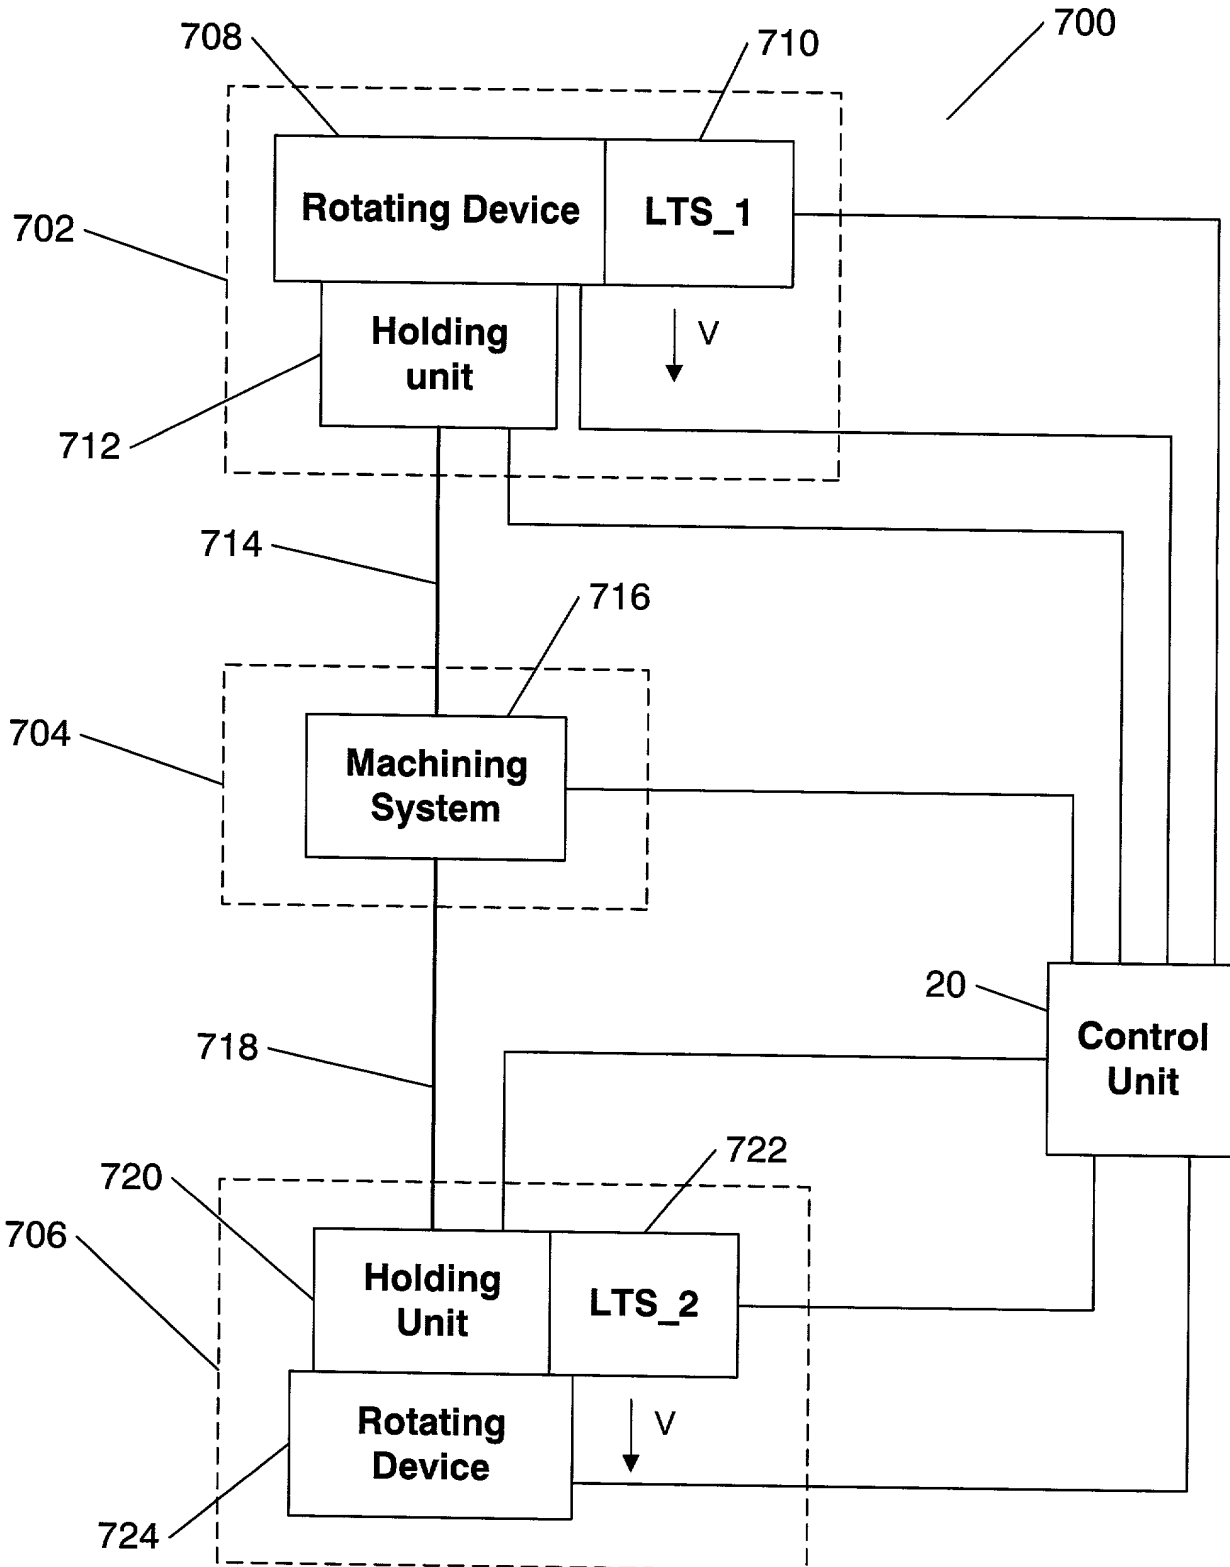 708
700
710
Rotating Device
LTS_1
702
Holding
unit
V
712
714
716
704
Machining
System
20
Control
Unit
718
722
720
706
Holding
Unit
LTS_2
Rotating
Device
V
724